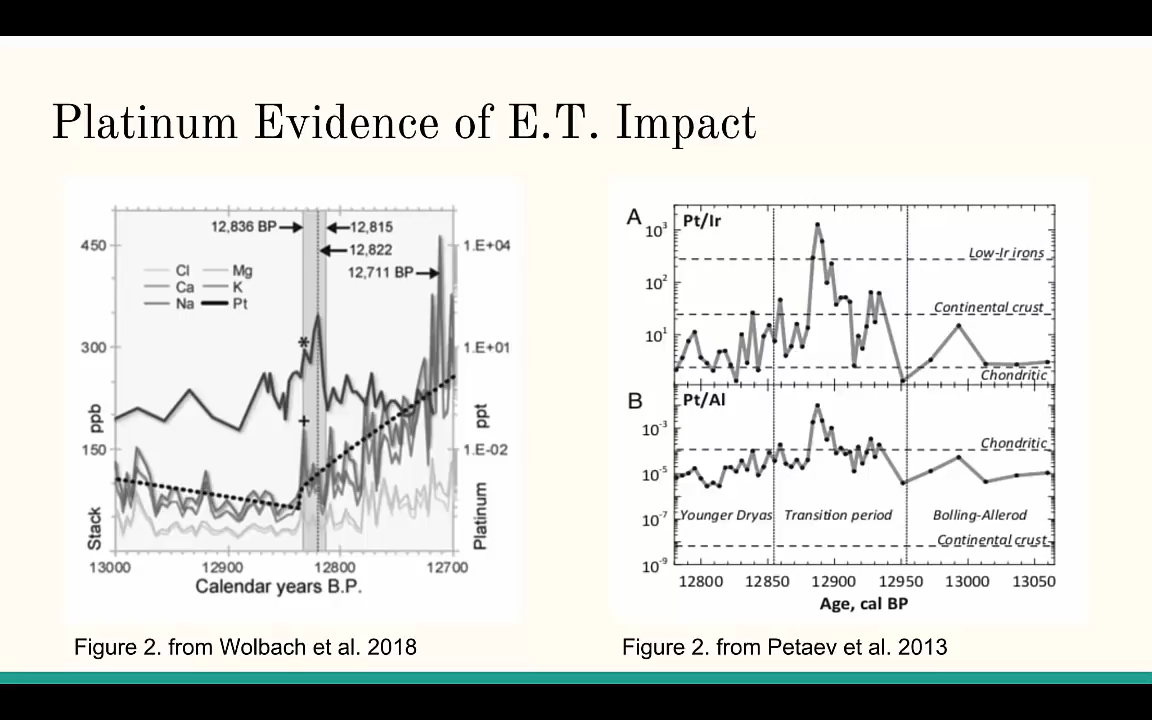 Platinum Evidence of E.T. Impact
12,836 BP
12,815
12,822
12,711 BP
Cl Mg
Ca K
Na Pt
450
300
150
ppb
Stack
1.E+04
1.E+01
1.E-02
ppt
Platinum
13000 12900 12800 12700
Calendar years B.P.
Figure 2. from Wolbach et al. 2018
A
Pt/Ir
10³
10²
10¹
Low-Ir irons
Continental crust
Chondritic
B
Pt/Al
10⁻³
10⁻⁵
10⁻⁷
10⁻⁹
Chondritic
Younger Dryas Transition period Bolling-Allerod
Continental crust
12800 12850 12900 12950 13000 13050
Age, cal BP
Figure 2. from Petaev et al. 2013